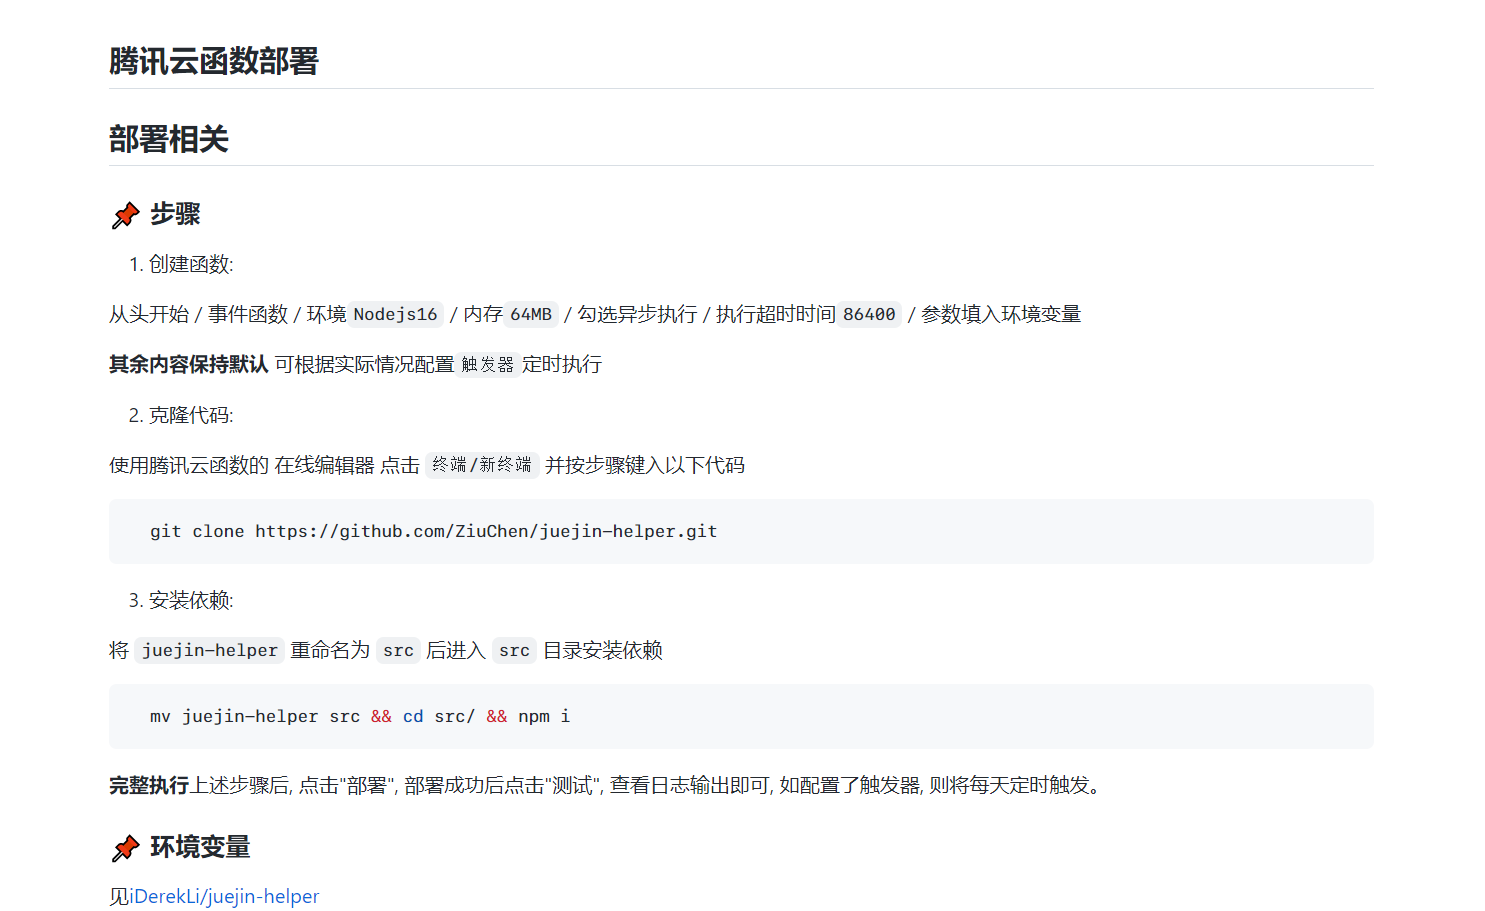 腾讯云函数部署
部署相关
📌 步骤
1. 创建函数:
从头开始 / 事件函数 / 环境 Nodejs16 / 内存 64MB / 勾选异步执行 / 执行超时时间 86400 / 参数填入环境变量
其余内容保持默认 可根据实际情况配置 触发器 定时执行
2. 克隆代码:
使用腾讯云函数的 在线编辑器 点击 终端/新终端 并按步骤键入以下代码
git clone https://github.com/ZiuChen/juejin-helper.git
3. 安装依赖:
将 juejin-helper 重命名为 src 后进入 src 目录安装依赖
mv juejin-helper src && cd src/ && npm i
完整执行上述步骤后, 点击"部署", 部署成功后点击"测试", 查看日志输出即可, 如配置了触发器, 则将每天定时触发。
📌 环境变量
见iDerekLi/juejin-helper